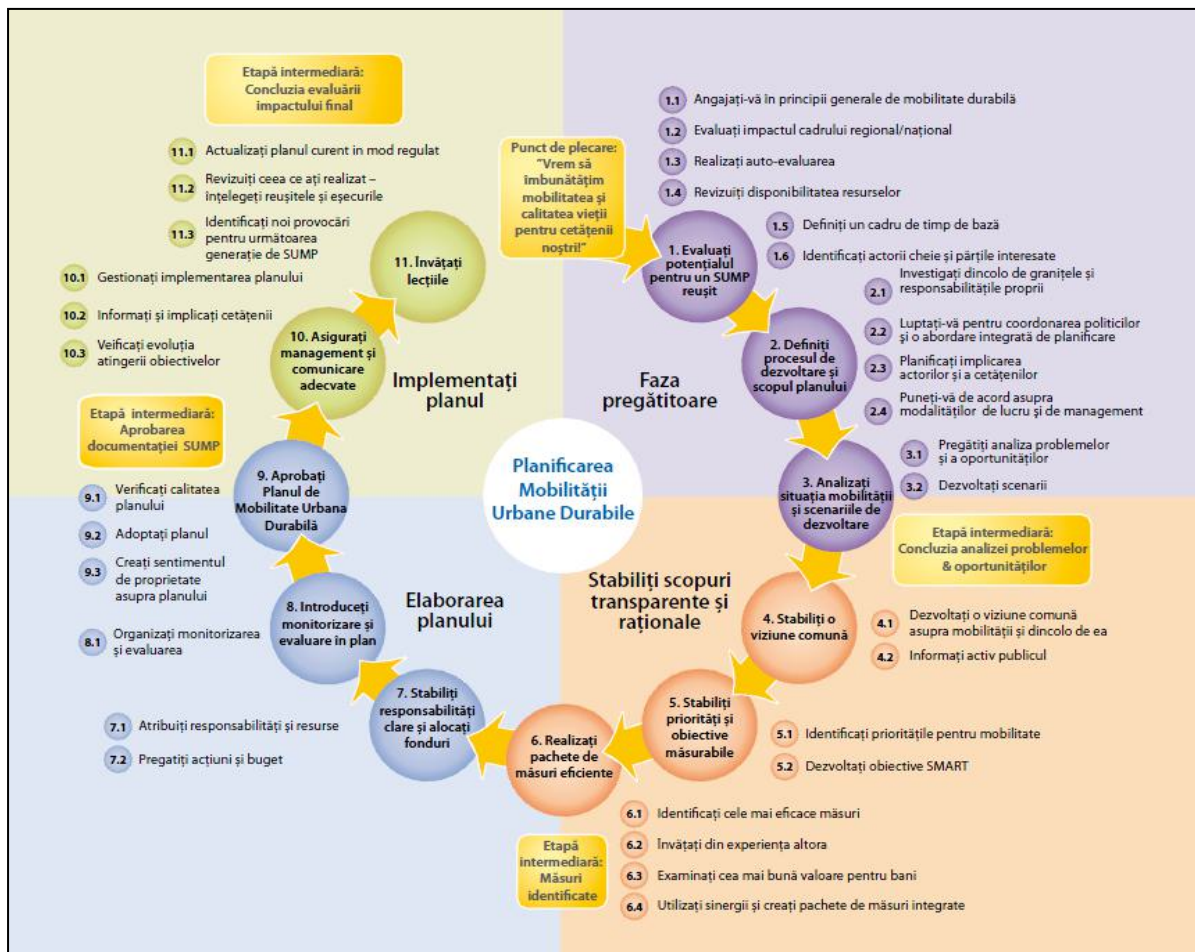 Punct de plecare:
"Vrem să
îmbunătățim
mobilitatea și
calitatea vieții
pentru cetățenii
noștri!"
1.1 Angajați-vă în principii generale de mobilitate durabilă
1.2 Evaluați impactul cadrului regional/național
1.3 Realizați auto-evaluarea
1.4 Revizuiți disponibilitatea resurselor
1.5 Definiți un cadru de timp de bază
1.6 Identificați actorii cheie și părțile interesate
1. Evaluați
potențialul
pentru un SUMP
reușit
2.1 Investigați dincolo de granițele și
responsabilitățile proprii
2.2 Luptați-vă pentru coordonarea politicilor
și o abordare integrată de planificare
2.3 Planificați implicarea
actorilor și a cetățenilor
2.4 Puneți-vă de acord asupra
modalităților de lucru și de management
2. Definiți
procesul de
dezvoltare și
scopul planului
Faza
pregătitoare
3.1 Pregătiți analiza problemelor
și a oportunităților
3.2 Dezvoltați scenarii
3. Analizați
situația mobilității
și scenariile de
dezvoltare
Etapă intermediară:
Concluzia analizei problemelor
& oportunităților
Planificarea
Mobilității
Urbane Durabile
Stabiliți scopuri
transparente și
raționale
4. Stabiliți o
viziune comună
4.1 Dezvoltați o viziune comună
asupra mobilității și dincolo de ea
4.2 Informați activ publicul
5. Stabiliți
priorități și
obiective
măsurabile
5.1 Identificați prioritățile pentru mobilitate
5.2 Dezvoltați obiective SMART
6. Realizați
pachete de
măsuri eficiente
Etapă
intermediară:
Măsuri
identificate
6.1 Identificați cele mai eficace măsuri
6.2 Învățați din experiența altora
6.3 Examinați cea mai bună valoare pentru bani
6.4 Utilizați sinergii și creați pachete de măsuri integrate
Elaborarea
planului
7. Stabiliți
responsabilități
clare și alocați
fonduri
7.1 Atribuiți responsabilități și resurse
7.2 Pregatiți acțiuni și buget
8. Introduceți
monitorizare și
evaluare în plan
8.1 Organizați monitorizarea
și evaluarea
9. Aprobați
Planul de
Mobilitate Urbana
Durabilă
9.1 Verificați calitatea
planului
9.2 Adoptați planul
9.3 Creați sentimentul
de proprietate
asupra planului
Etapă intermediară:
Aprobarea
documentației SUMP
Implementați
planul
10. Asigurați
management și
comunicare
adecvate
10.1 Gestionați implementarea planului
10.2 Informați și implicați cetățenii
10.3 Veificați evoluția
atingerii obiectivelor
11. Învățați
lecțiile
11.1 Actualizați planul curent in mod regulat
11.2 Revizuiți ceea ce ați realizat –
înțelegeți reușitele și eșecurile
11.3 Identificați noi provocări
pentru următoarea
generație de SUMP
Etapă intermediară:
Concluzia evaluării
impactului final